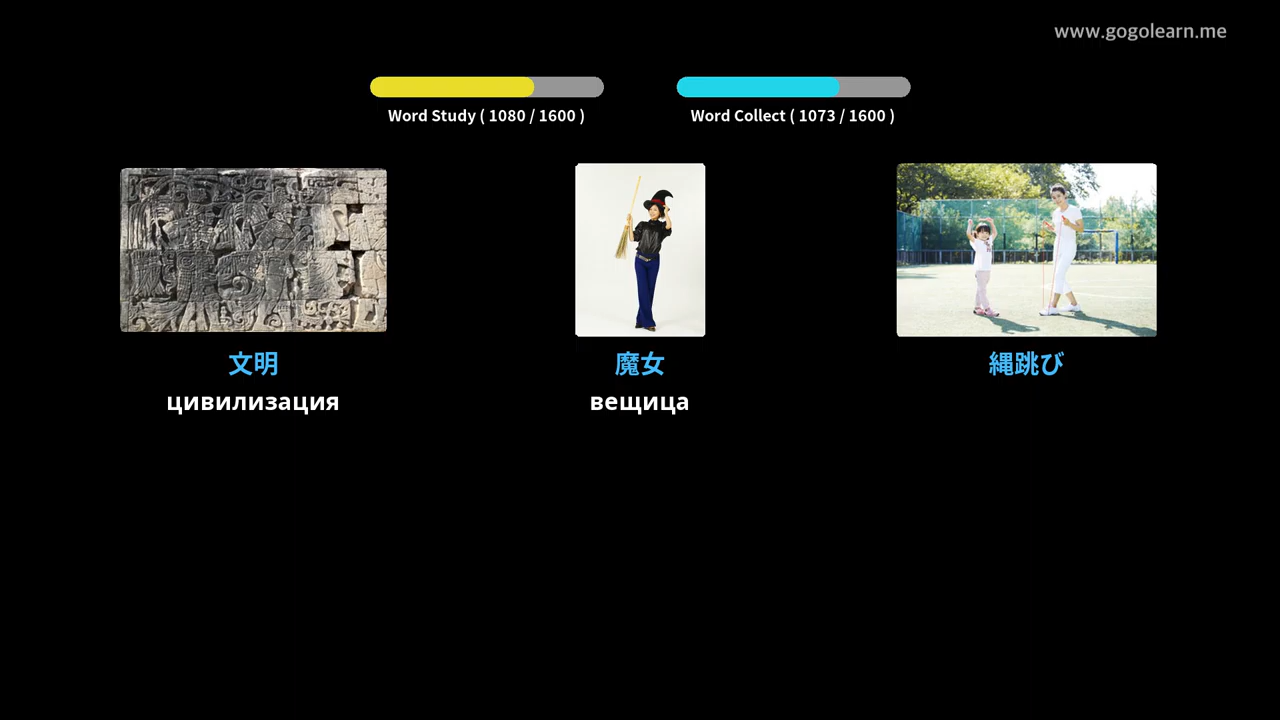 www.gogolearn.me
Word Study ( 1080 / 1600 )
Word Collect ( 1073 / 1600 )
文明
魔女
縄跳び
цивилизация
вещица